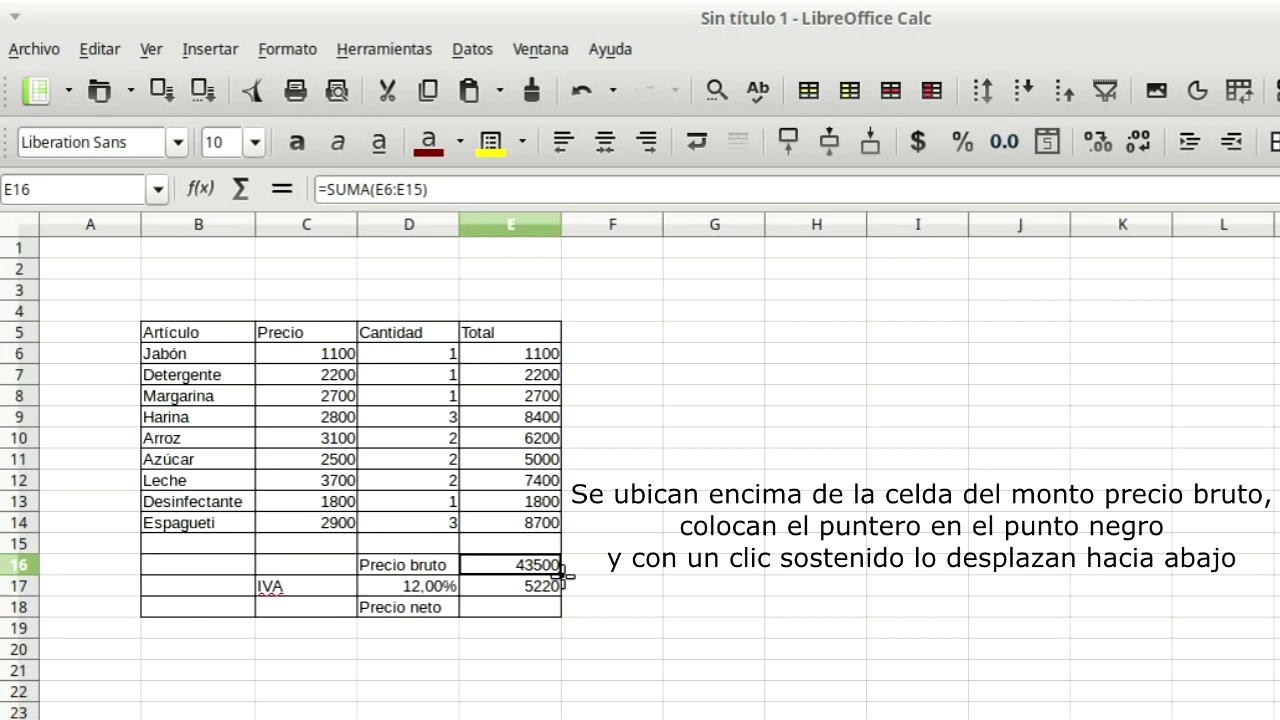 Sin título 1 - LibreOffice Calc
Archivo Editar Ver Insertar Formato Herramientas Datos Ventana Ayuda
Ab
Liberation Sans 10 a a a a $ % 0.0 5
E16 f(x) Σ = =SUMA(E6:E15)
A B C D E F G H I J K L
1
2
3
4
5 Artículo Precio Cantidad Total
6 Jabón 1100 1 1100
7 Detergente 2200 1 2200
8 Margarina 2700 1 2700
9 Harina 2800 3 8400
10 Arroz 3100 2 6200
11 Azúcar 2500 2 5000
12 Leche 3700 2 7400
13 Desinfectante 1800 1 1800
14 Espagueti 2900 3 8700
15
16 Precio bruto 43500
17 IVA 12,00% 5220
18 Precio neto
19
20
21
22
23
Se ubican encima de la celda del monto precio bruto,
colocan el puntero en el punto negro
y con un clic sostenido lo desplazan hacia abajo